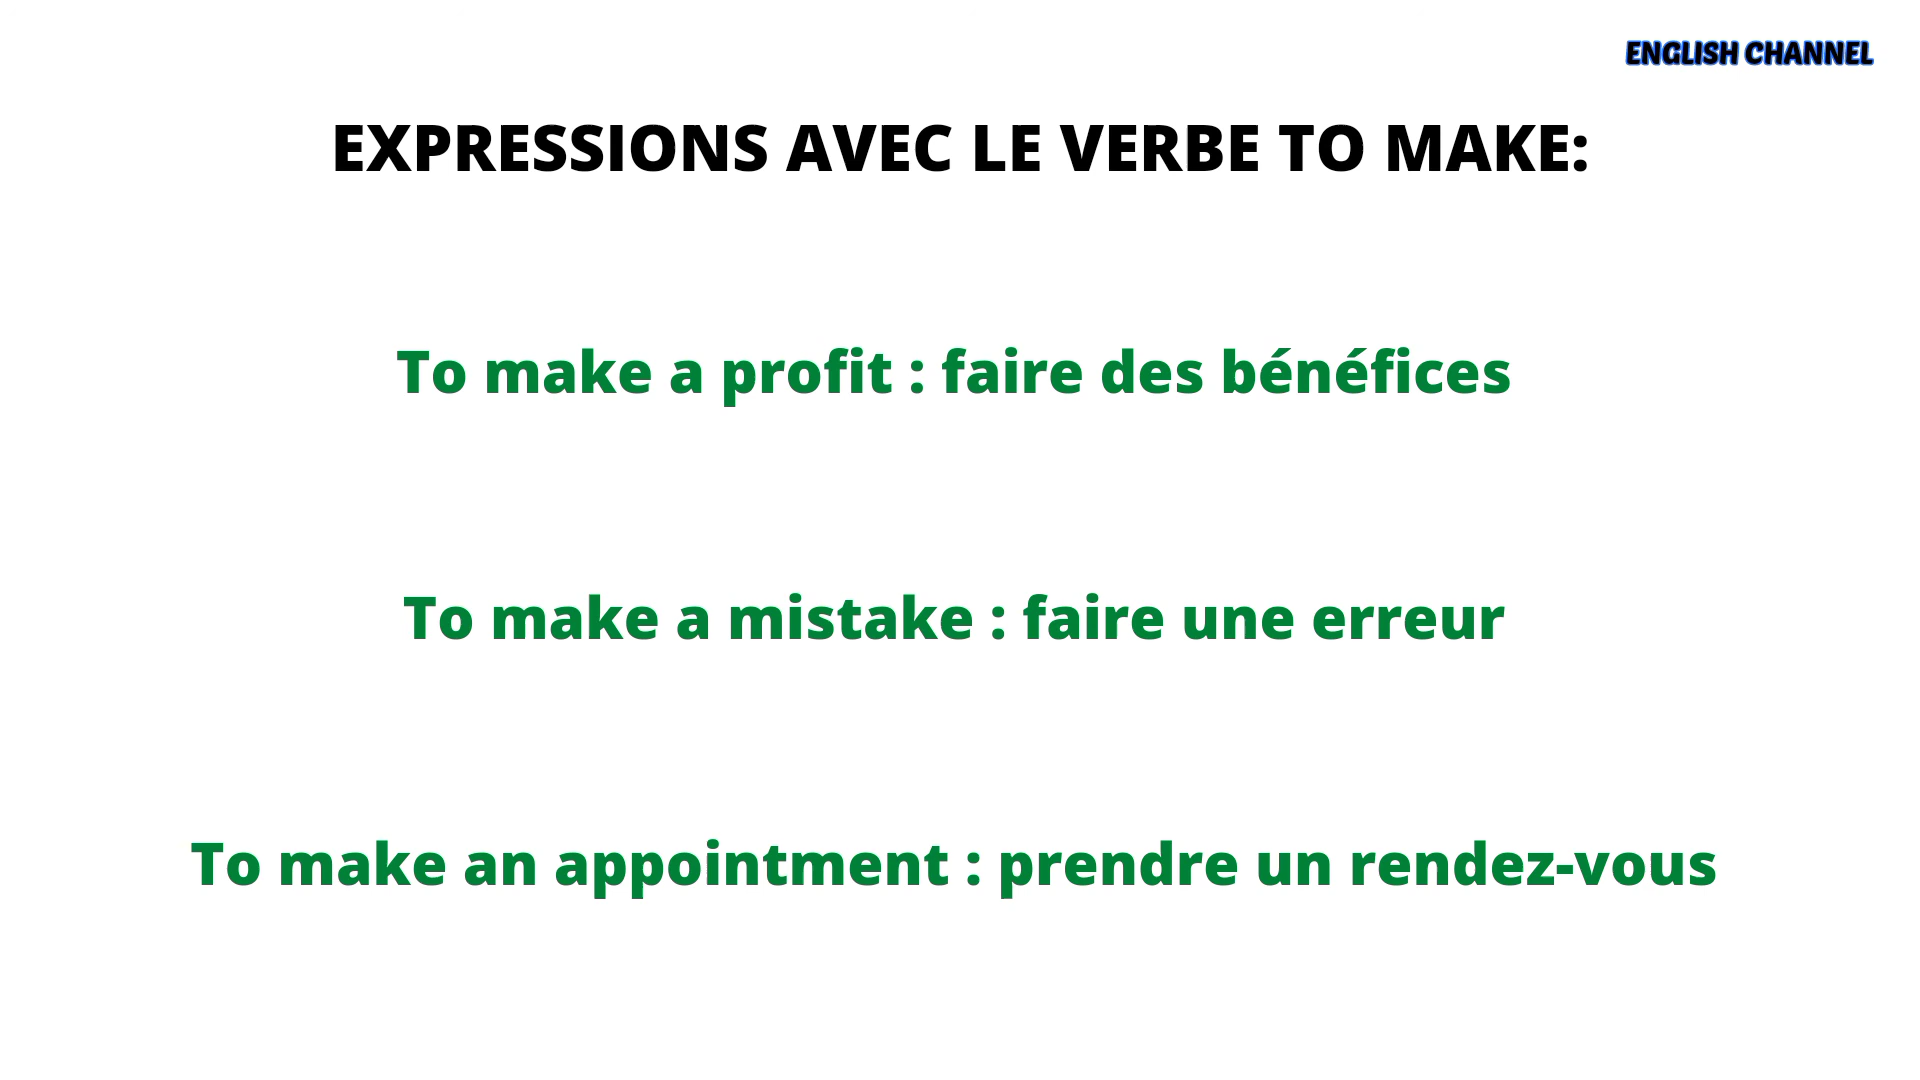 ENGLISH CHANNEL
EXPRESSIONS AVEC LE VERBE TO MAKE:
To make a profit : faire des bénéfices
To make a mistake : faire une erreur
To make an appointment : prendre un rendez-vous